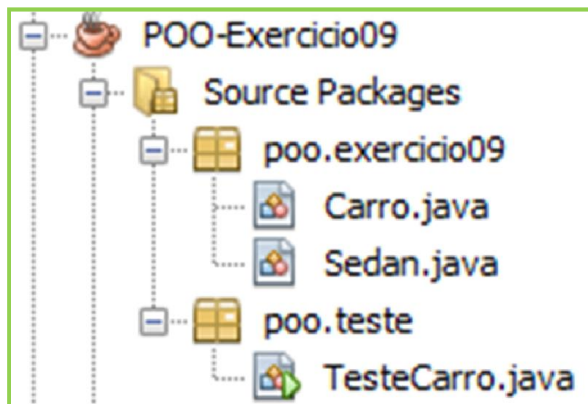 POO-Exercicio09
Source Packages
poo.exercicio09
Carro.java
Sedan.java
poo.teste
TesteCarro.java